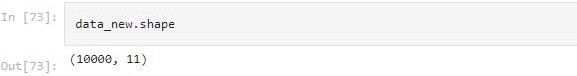 In [73]: data_new.shape
Out[73]: (10000, 11)